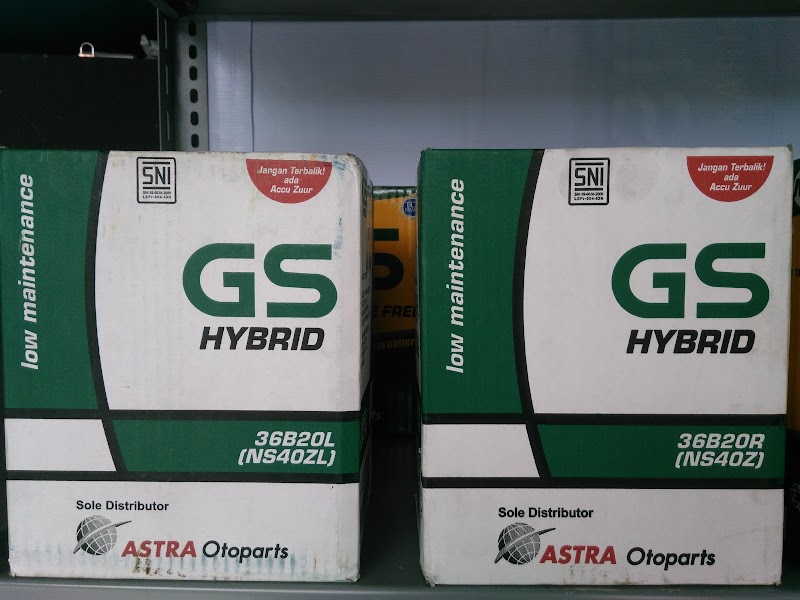 low maintenance
SNI
Jangan Terbalik!
ada
Accu Zuur
GS
HYBRID
36B20L
(NS40ZL)
Sole Distributor
ASTRA Otoparts
low maintenance
SNI
Jangan Terbalik!
ada
Accu Zuur
GS
HYBRID
36B20R
(NS40Z)
Sole Distributor
ASTRA Otoparts